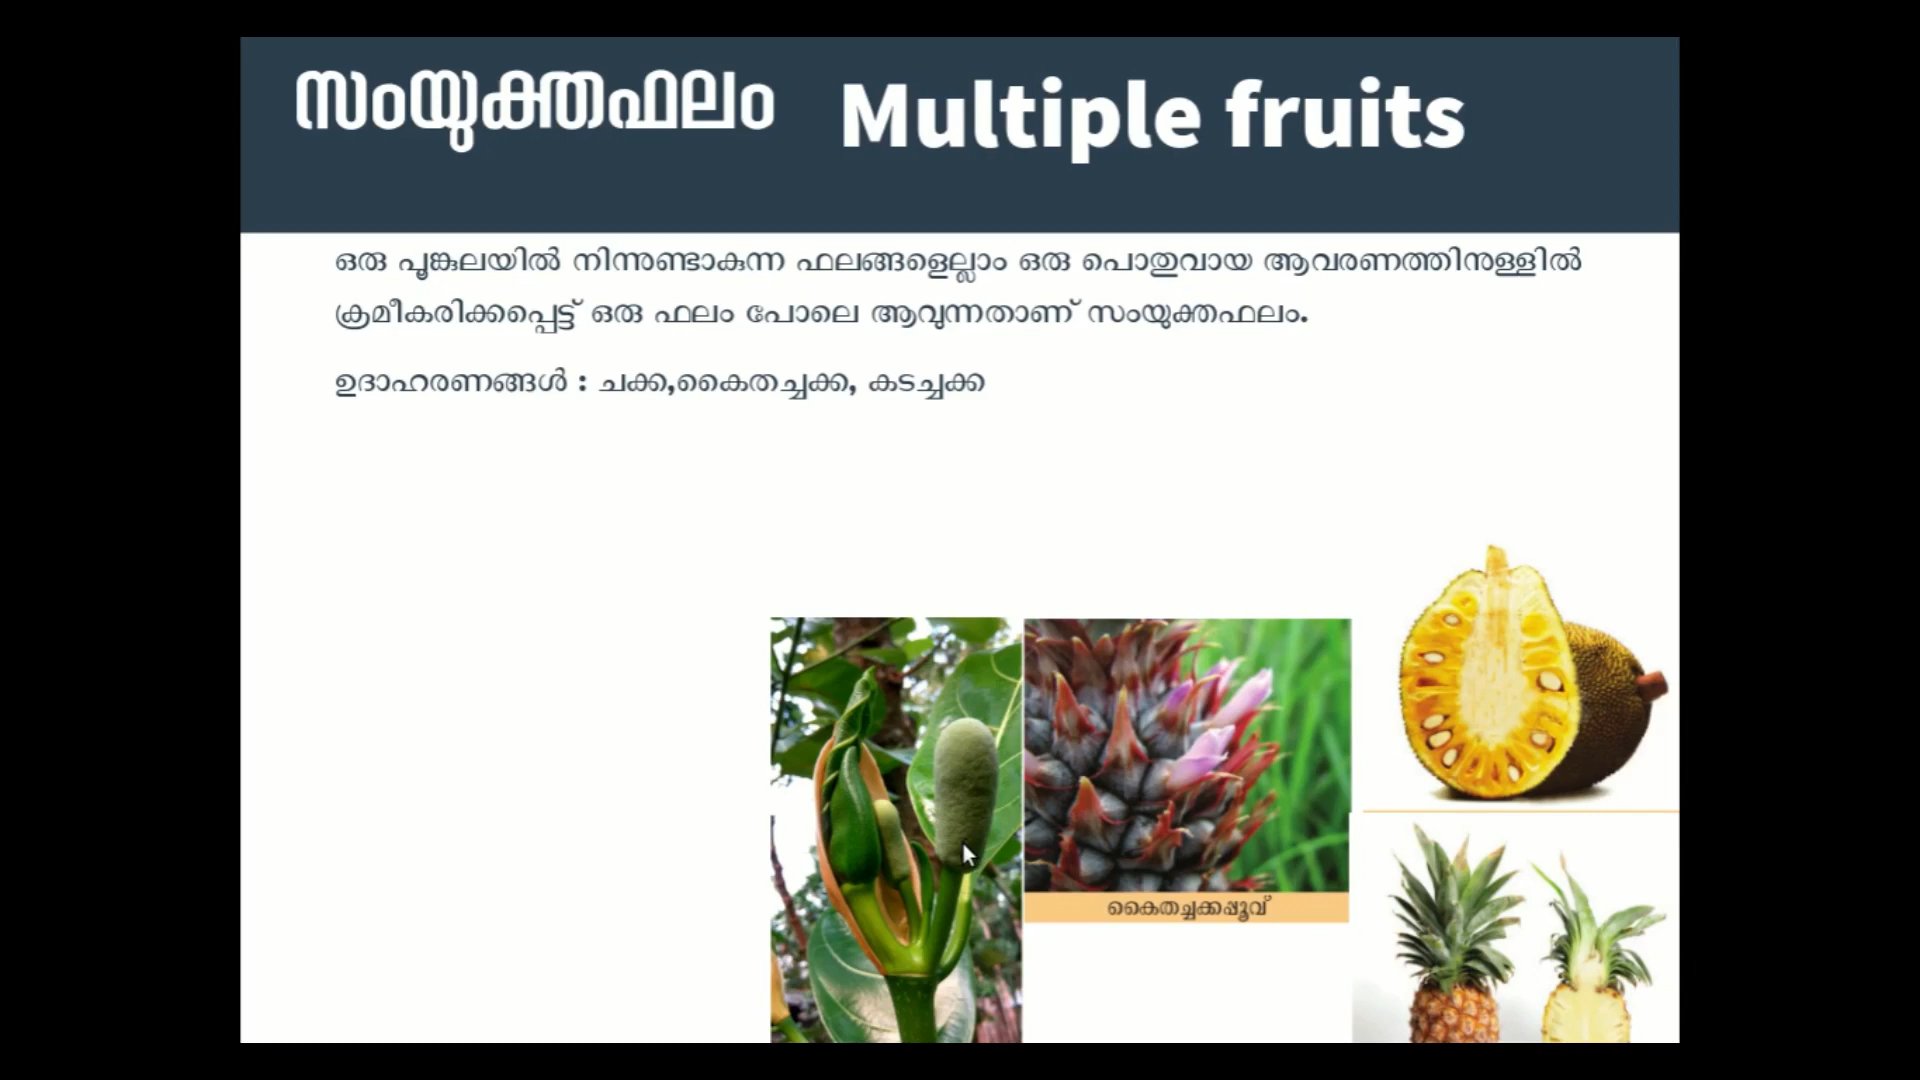 സംയുക്തഫലം Multiple fruits
ഒരു പൂങ്കുലയിൽ നിന്നുണ്ടാകുന്ന ഫലങ്ങളെല്ലാം ഒരു പൊതുവായ ആവരണത്തിനുള്ളിൽ
ക്രമീകരിക്കപ്പെട്ട് ഒരു ഫലം പോലെ ആവുന്നതാണ് സംയുക്തഫലം.
ഉദാഹരണങ്ങൾ : ചക്ക,കൈതച്ചക്ക, കടച്ചക്ക
കൈതച്ചക്കപ്പൂവ്